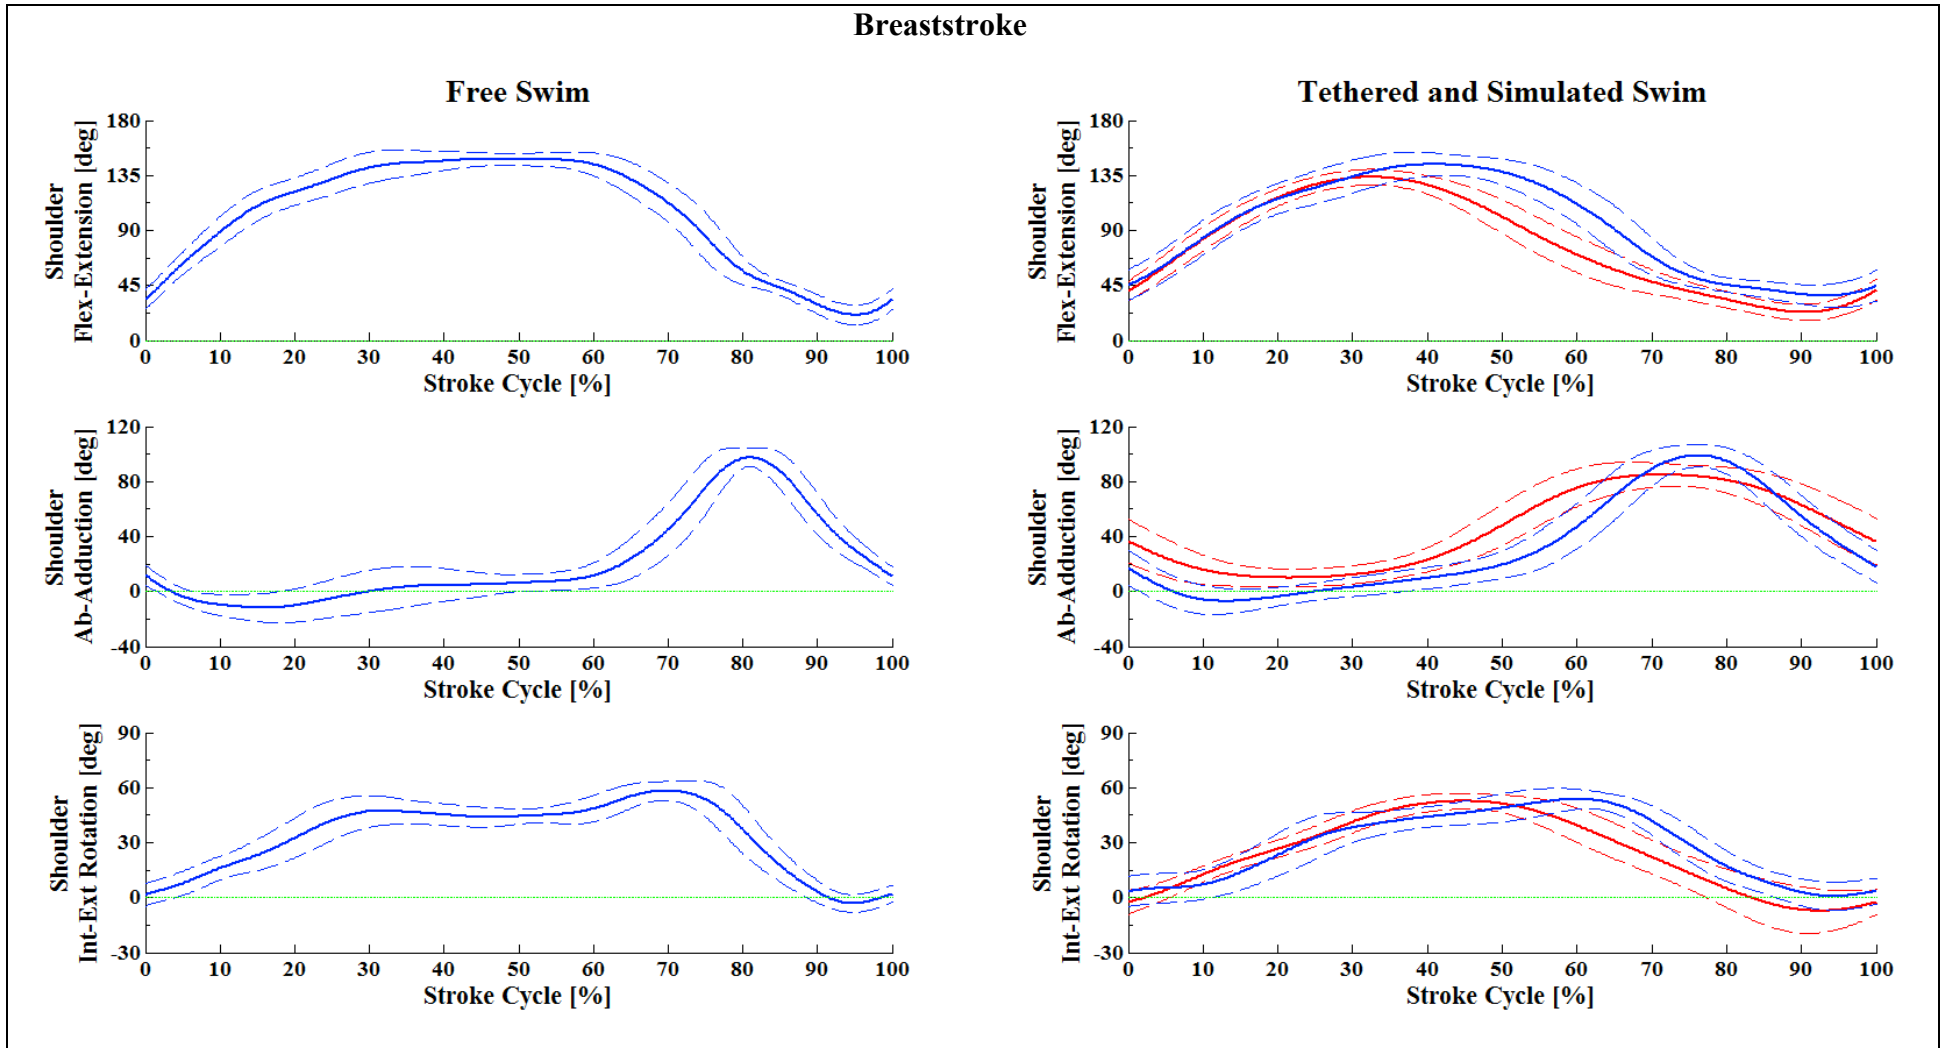 Breaststroke
Free Swim
Shoulder
Flex-Extension [deg]
180
135
90
45
0
0 10 20 30 40 50 60 70 80 90 100
Stroke Cycle [%]
Shoulder
Ab-Adduction [deg]
120
80
40
0
-40
0 10 20 30 40 50 60 70 80 90 100
Stroke Cycle [%]
Shoulder
Int-Ext Rotation [deg]
90
60
30
0
-30
0 10 20 30 40 50 60 70 80 90 100
Stroke Cycle [%]
Tethered and Simulated Swim
Shoulder
Flex-Extension [deg]
180
135
90
45
0
0 10 20 30 40 50 60 70 80 90 100
Stroke Cycle [%]
Shoulder
Ab-Adduction [deg]
120
80
40
0
-40
0 10 20 30 40 50 60 70 80 90 100
Stroke Cycle [%]
Shoulder
Int-Ext Rotation [deg]
90
60
30
0
-30
0 10 20 30 40 50 60 70 80 90 100
Stroke Cycle [%]